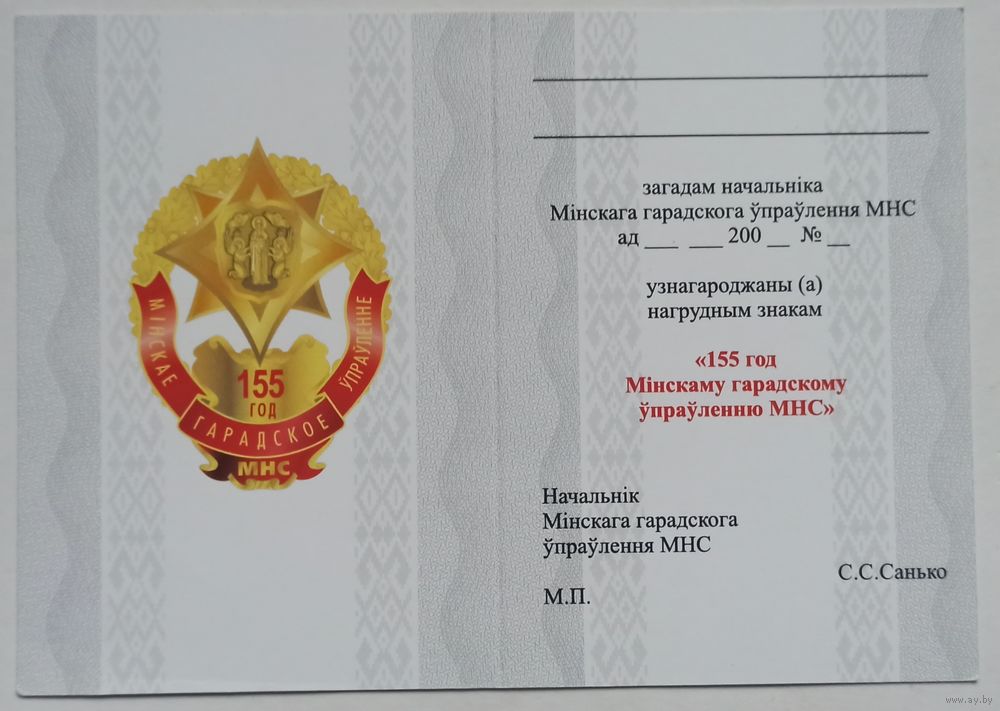 МІНСКАЕ ГАРАДСКОЕ ЎПРАЎЛЕННЕ
155
ГОД
МНС
загадам начальніка
Мінскага гарадскога ўпраўлення МНС
ад ___ ___ 200 __ № __
узнагароджаны (а)
нагрудным знакам
«155 год
Мінскаму гарадскому
ўпраўленню МНС»
Начальнік
Мінскага гарадскога
ўпраўлення МНС
С.С.Санько
М.П.
www.ay.by